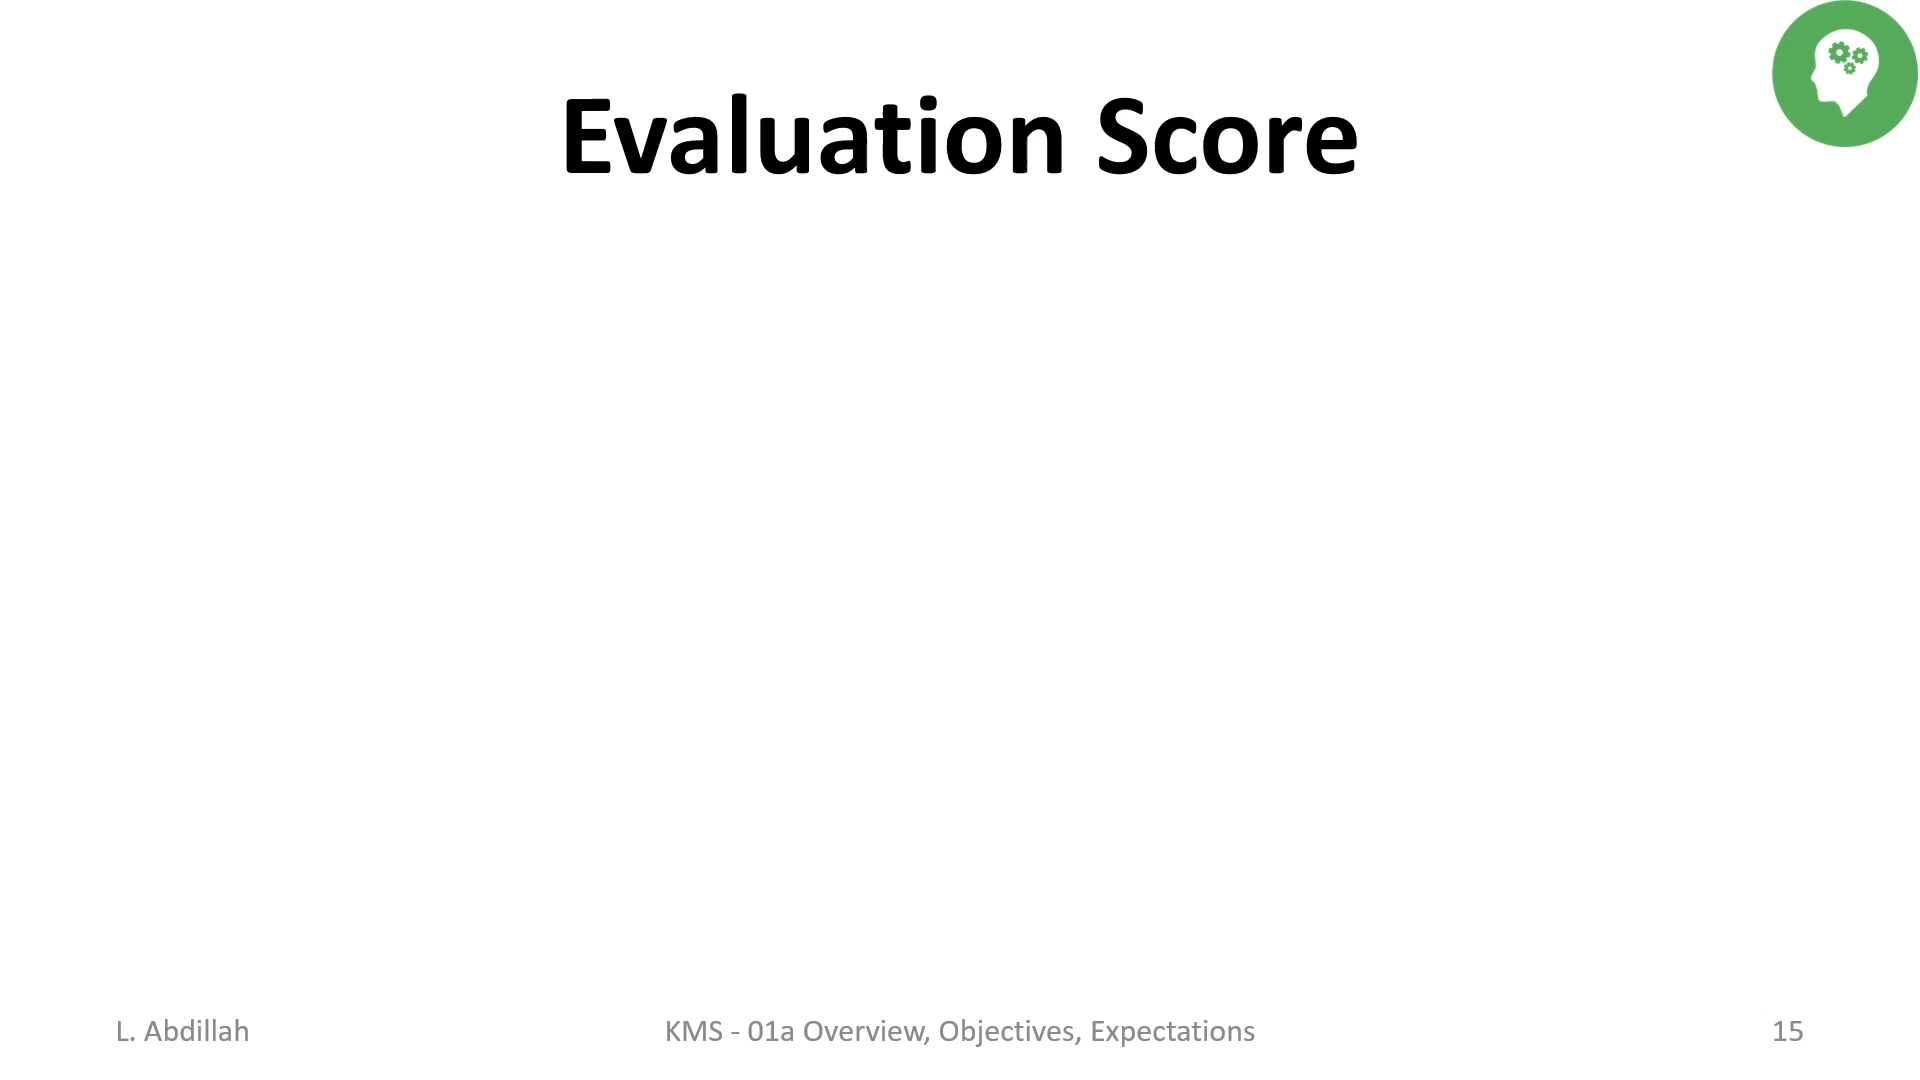 Evaluation Score
L. Abdillah
KMS - 01a Overview, Objectives, Expectations
15